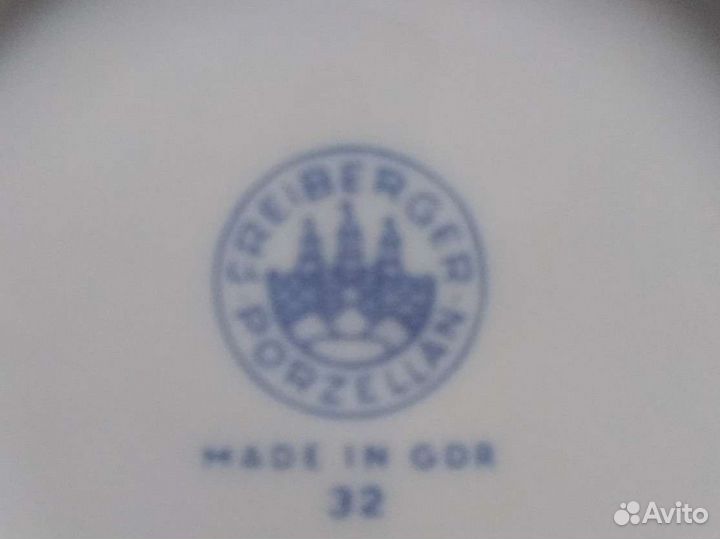 FREIBERGER
PORZELLAN
MADE IN GDR
32
Avito